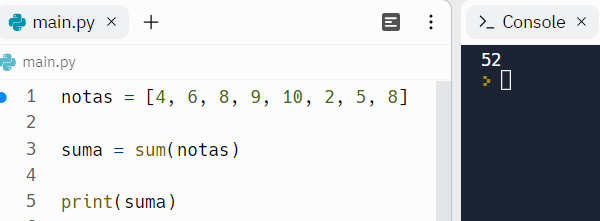 main.py × +
main.py
1 notas = [4, 6, 8, 9, 10, 2, 5, 8]
2
3 suma = sum(notas)
4
5 print(suma)
>_ Console ×
52
>